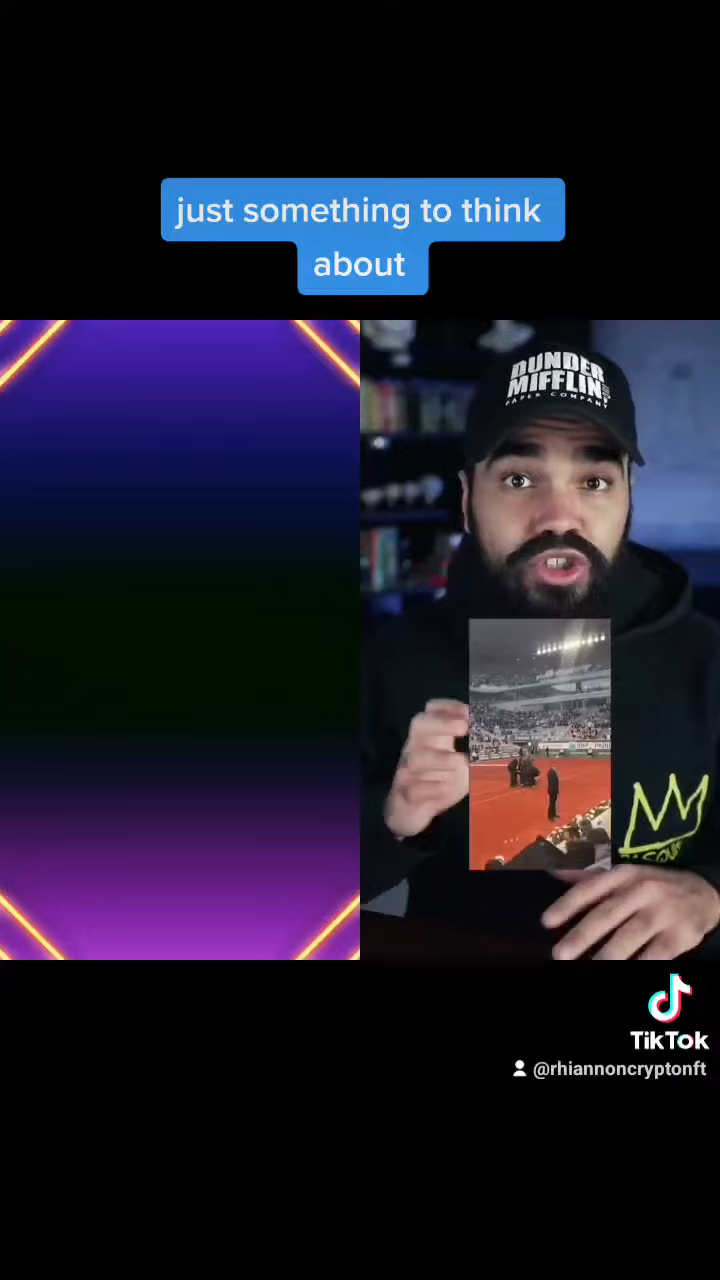 just something to think
about
DUNDER
MIFFLIN
PAPER COMPANY
TikTok
@rhiannoncryptonft